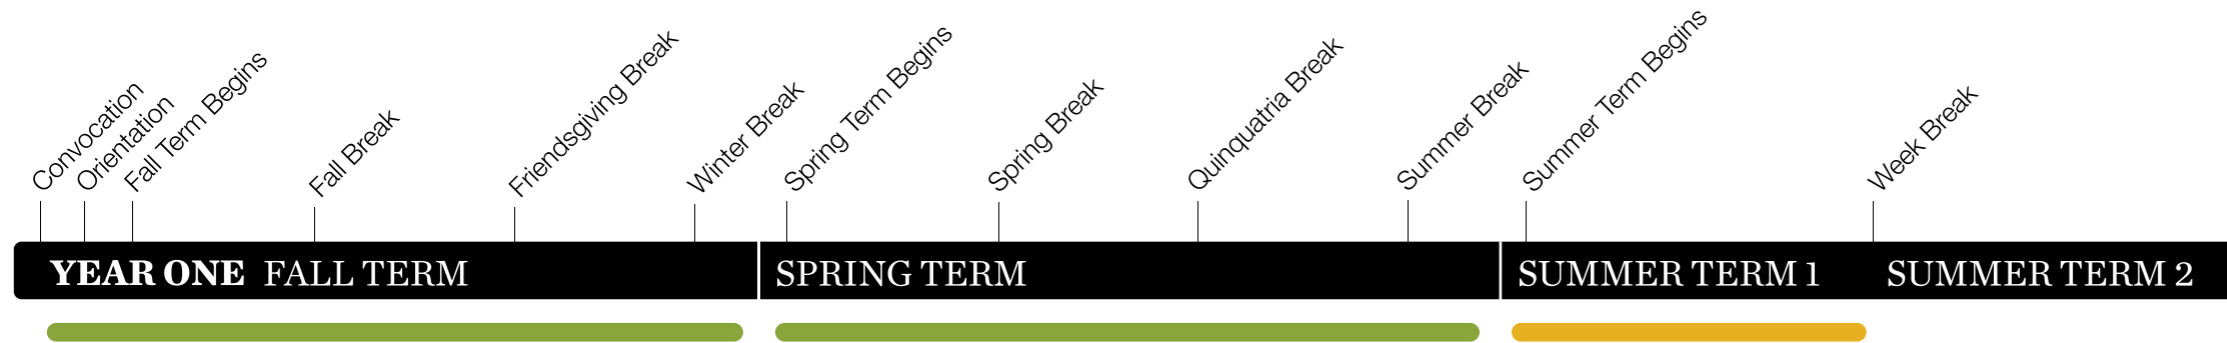 Convocation
Orientation
Fall Term Begins
Fall Break
Friendsgiving Break
Winter Break
Spring Term Begins
Spring Break
Quinquatria Break
Summer Break
Summer Term Begins
Week Break
YEAR ONE FALL TERM
SPRING TERM
SUMMER TERM 1
SUMMER TERM 2